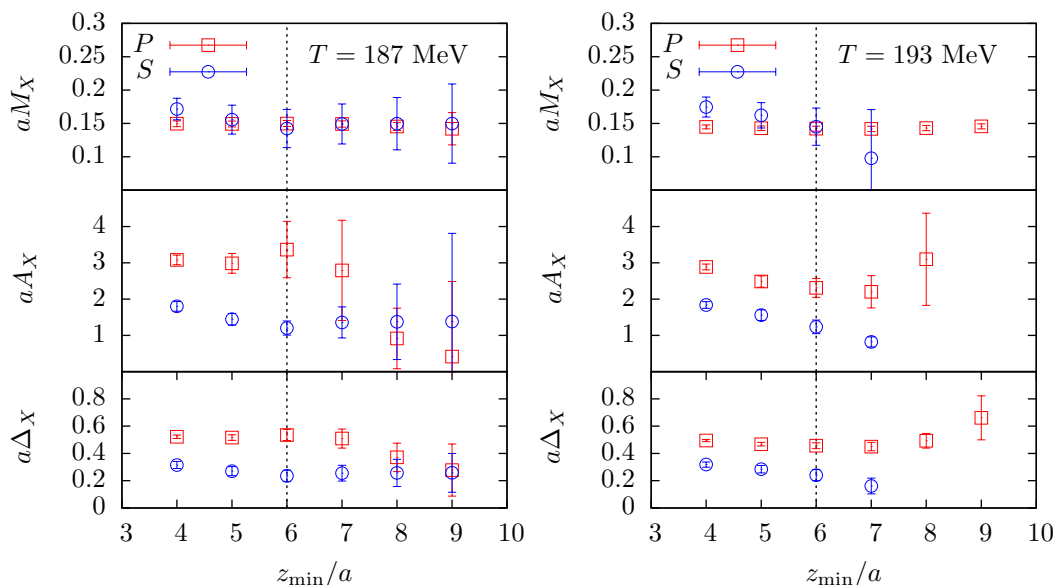 0.3
0.25
0.2
0.15
0.1
aM_X
P
S
T = 187 MeV
4
3
2
1
aA_X
0.8
0.6
0.4
0.2
0
aΔ_X
3 4 5 6 7 8 9 10
z_min/a
0.3
0.25
0.2
0.15
0.1
aM_X
P
S
T = 193 MeV
4
3
2
1
aA_X
0.8
0.6
0.4
0.2
0
aΔ_X
3 4 5 6 7 8 9 10
z_min/a